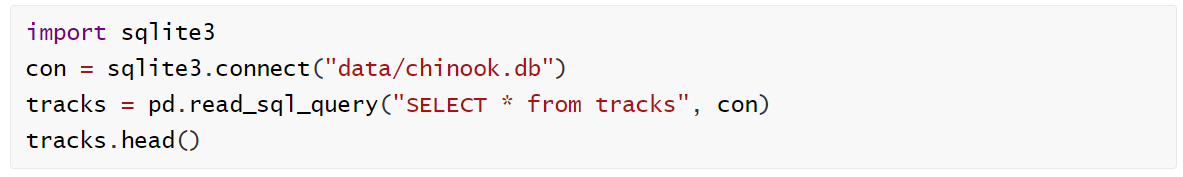 import sqlite3
con = sqlite3.connect("data/chinook.db")
tracks = pd.read_sql_query("SELECT * from tracks", con)
tracks.head()